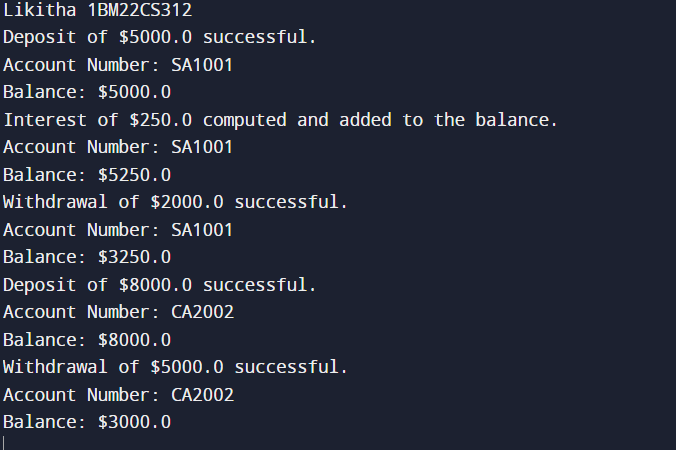 Likitha 1BM22CS312
Deposit of $5000.0 successful.
Account Number: SA1001
Balance: $5000.0
Interest of $250.0 computed and added to the balance.
Account Number: SA1001
Balance: $5250.0
Withdrawal of $2000.0 successful.
Account Number: SA1001
Balance: $3250.0
Deposit of $8000.0 successful.
Account Number: CA2002
Balance: $8000.0
Withdrawal of $5000.0 successful.
Account Number: CA2002
Balance: $3000.0